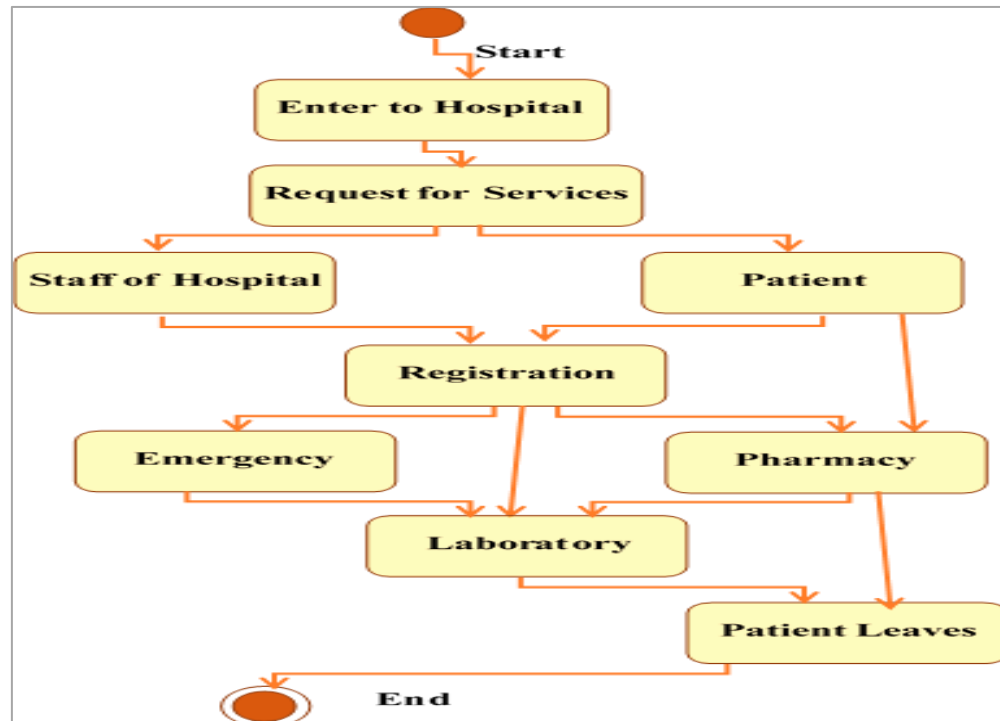 Start
Enter to Hospital
Request for Services
Staff of Hospital
Patient
Registration
Emergency
Pharmacy
Laboratory
Patient Leaves
End